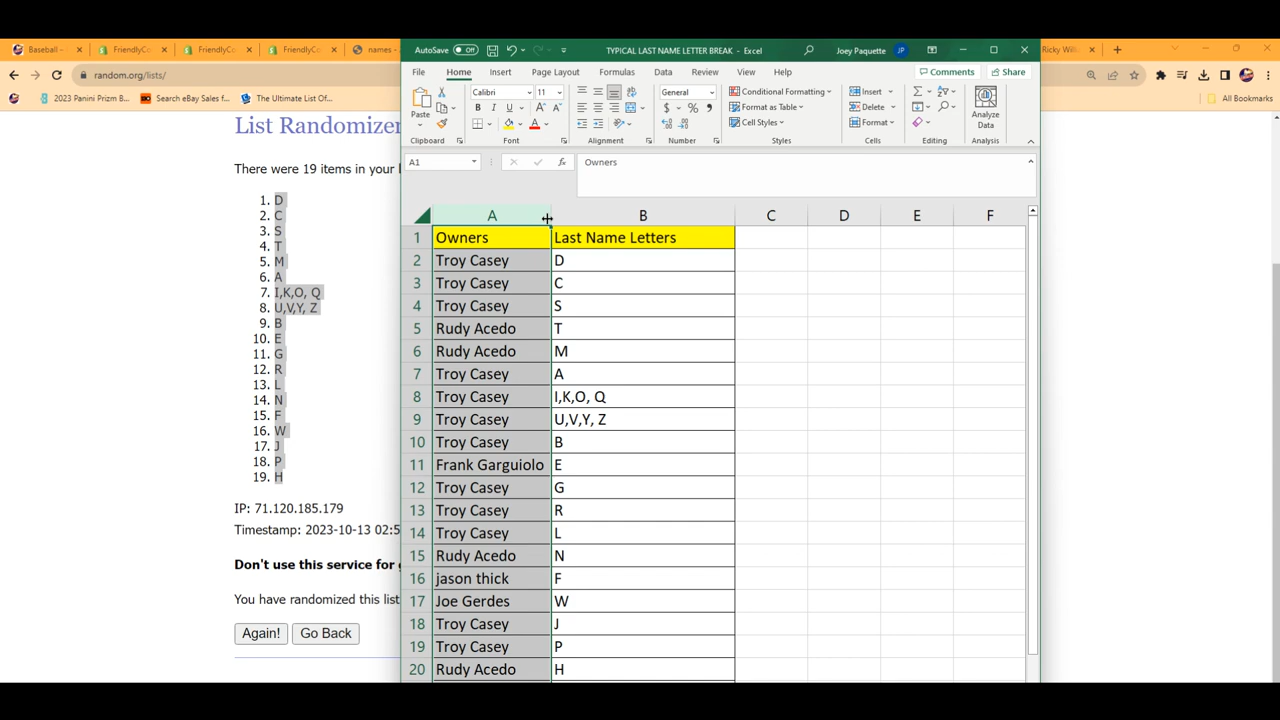 Baseball –
FriendlyCo
FriendlyCo
FriendlyCo
names -
AutoSave Off
TYPICAL LAST NAME LETTER BREAK - Excel
Joey Paquette JP
Ricky Will
random.org/lists/
File Home Insert Page Layout Formulas Data Review View Help
Comments Share
2023 Panini Prizm B...
Search eBay Sales f...
The Ultimate List Of...
All Bookmarks
Paste
Calibri 11
General
Conditional Formatting
Format as Table
Cell Styles
Insert
Delete
Format
Analyze Data
Clipboard Font Alignment Number Styles Cells Editing Analysis
A1 fx Owners
List Randomizer
There were 19 items in your
1. D
2. C
3. S
4. T
5. M
6. A
7. I,K,O, Q
8. U,V,Y, Z
9. B
10. E
11. G
12. R
13. L
14. N
15. F
16. W
17. J
18. P
19. H
IP: 71.120.185.179
Timestamp: 2023-10-13 02:5
Don't use this service for
You have randomized this list
Again! Go Back
A B C D E F
1 Owners Last Name Letters
2 Troy Casey D
3 Troy Casey C
4 Troy Casey S
5 Rudy Acedo T
6 Rudy Acedo M
7 Troy Casey A
8 Troy Casey I,K,O, Q
9 Troy Casey U,V,Y, Z
10 Troy Casey B
11 Frank Garguiolo E
12 Troy Casey G
13 Troy Casey R
14 Troy Casey L
15 Rudy Acedo N
16 jason thick F
17 Joe Gerdes W
18 Troy Casey J
19 Troy Casey P
20 Rudy Acedo H